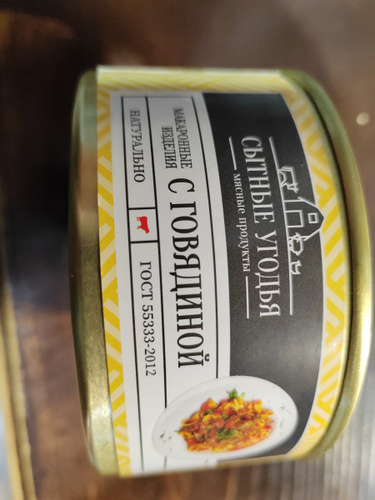 СЫТНЫЕ УГОДЬЯ
МЯСНЫЕ ПРОДУКТЫ
МАКАРОННЫЕ
ИЗДЕЛИЯ
С ГОВЯДИНОЙ
НАТУРАЛЬНО
ГОСТ 55333-2012